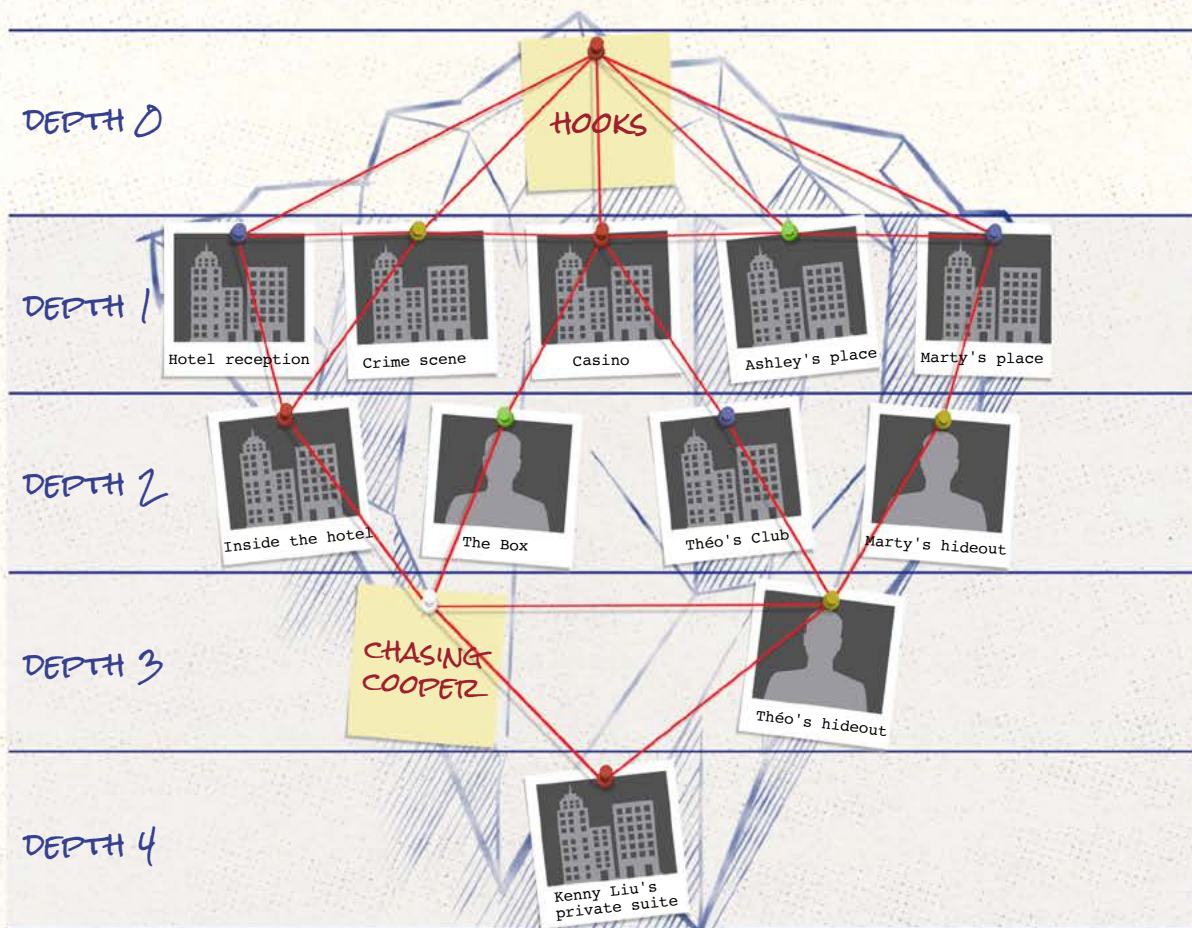 DEPTH 0
HOOKS
DEPTH 1
Hotel reception
Crime scene
Casino
Ashley's place
Marty's place
DEPTH 2
Inside the hotel
The Box
Théo's Club
Marty's hideout
DEPTH 3
CHASING
COOPER
Théo's hideout
DEPTH 4
Kenny Liu's
private suite